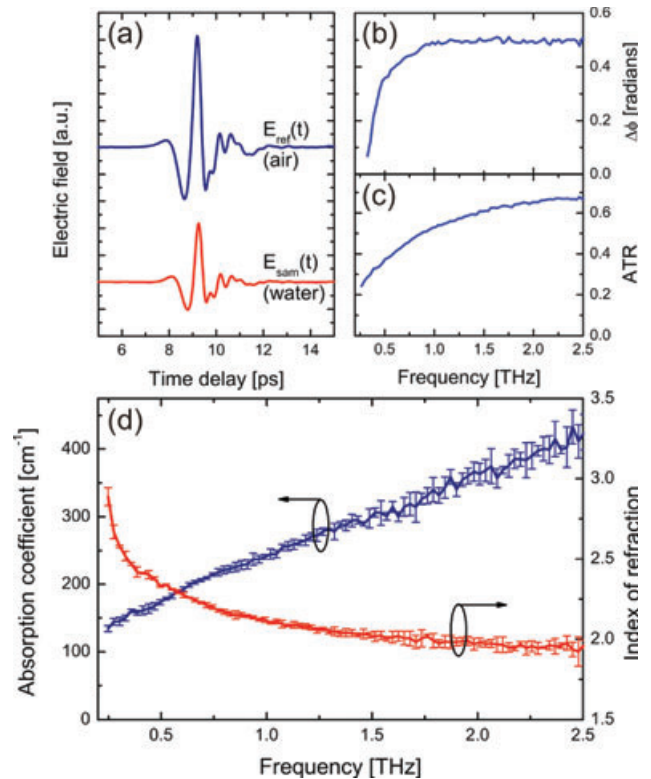 (a)
E_ref(t)
(air)
E_sam(t)
(water)
Electric field [a.u.]
6 8 10 12 14
Time delay [ps]
(b)
0.6
0.4
0.2
0.0
Δϕ [radians]
(c)
0.6
0.4
0.2
0.0
ATR
0.5 1.0 1.5 2.0 2.5
Frequency [THz]
(d)
400
300
200
100
0
Absorption coefficient [cm⁻¹]
3.5
3.0
2.5
2.0
1.5
Index of refraction
0.5 1.0 1.5 2.0 2.5
Frequency [THz]